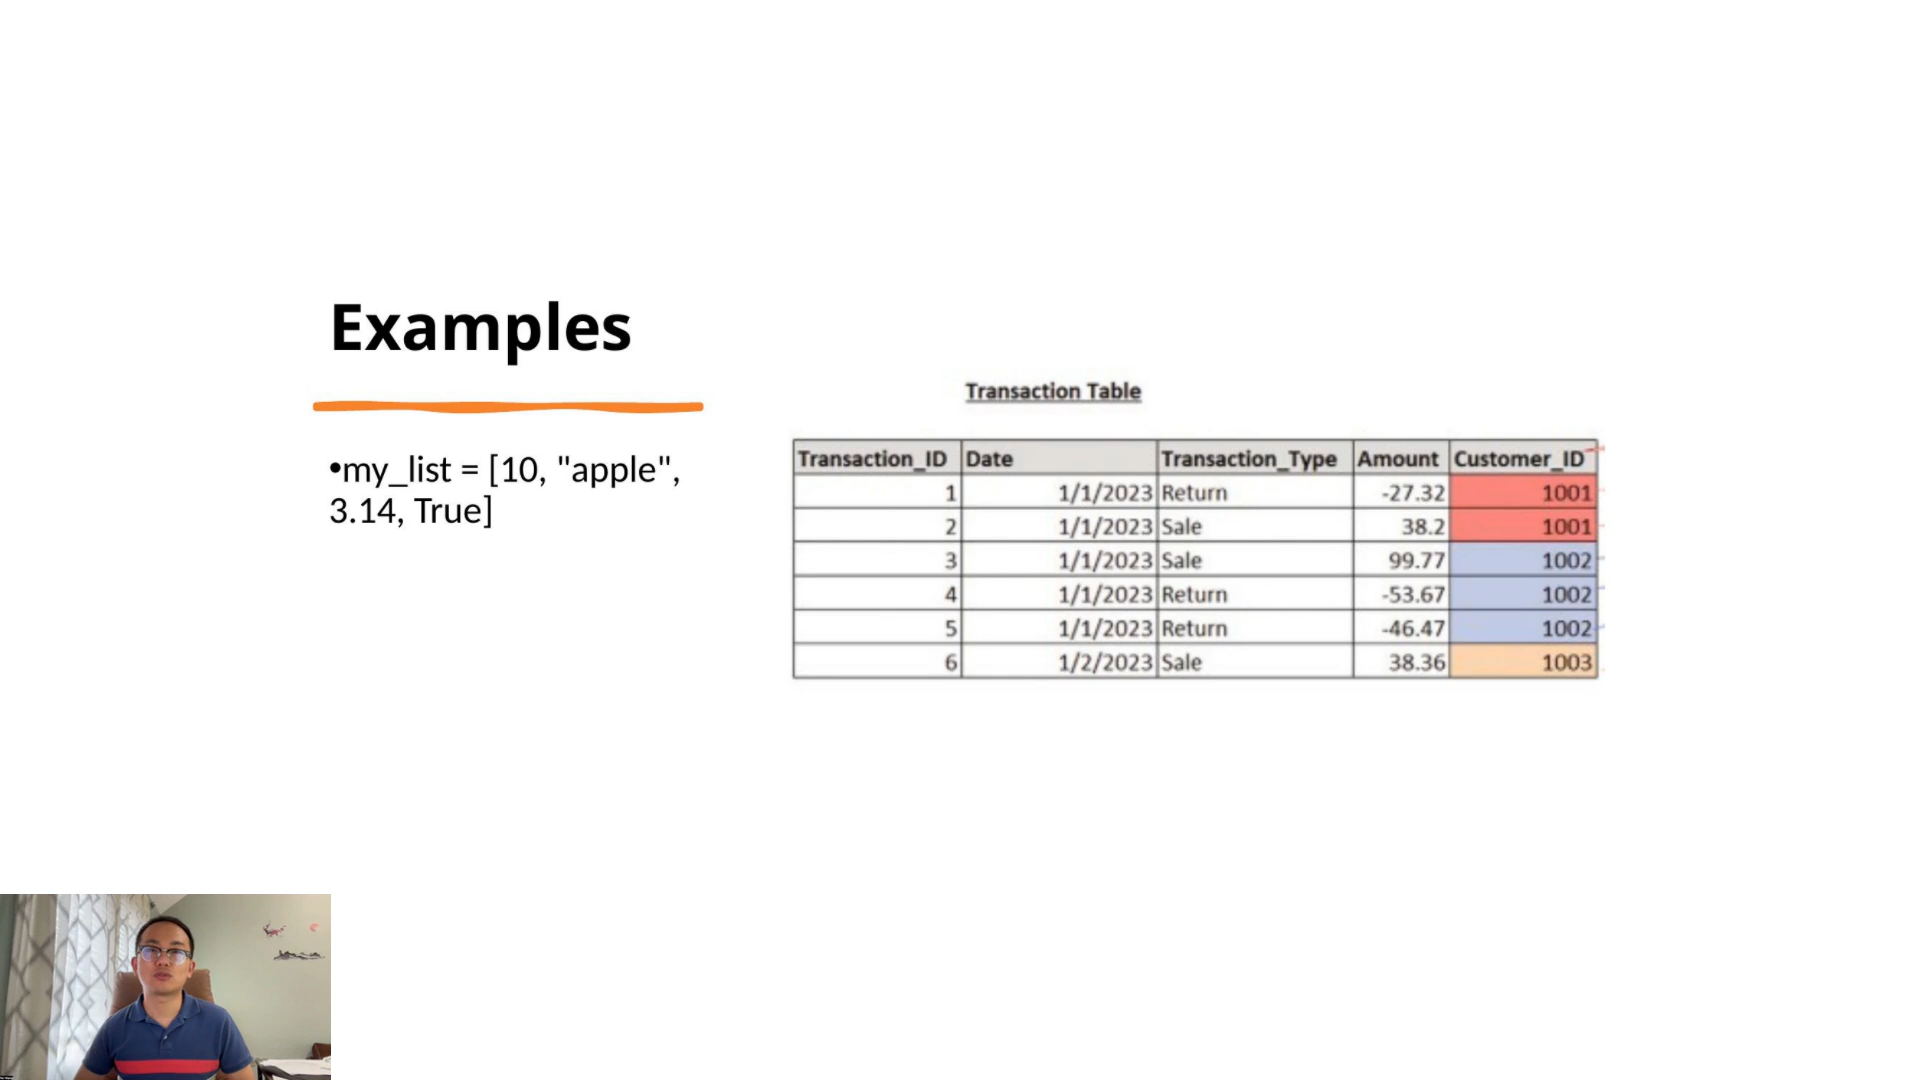 Examples
•my_list = [10, "apple",
3.14, True]
Transaction Table
Transaction_ID Date Transaction_Type Amount Customer_ID
1 1/1/2023 Return -27.32 1001
2 1/1/2023 Sale 38.2 1001
3 1/1/2023 Sale 99.77 1002
4 1/1/2023 Return -53.67 1002
5 1/1/2023 Return -46.47 1002
6 1/2/2023 Sale 38.36 1003